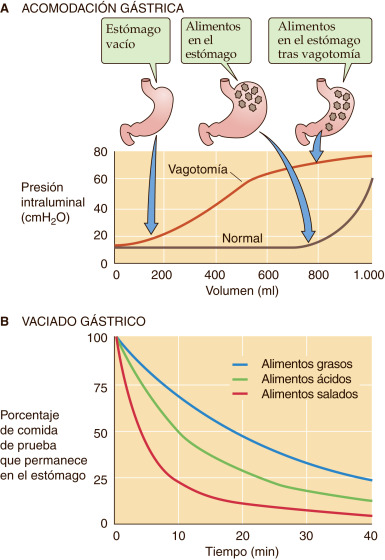 A ACOMODACIÓN GÁSTRICA
Estómago
vacío
Alimentos
en el
estómago
Alimentos
en el estómago
tras vagotomía
Presión
intraluminal
(cmH2O)
80
60
40
20
0
Vagotomía
Normal
0 200 400 600 800 1.000
Volumen (ml)
B VACIADO GÁSTRICO
Porcentaje
de comida
de prueba
que permanece
en el estómago
100
75
50
25
0
Alimentos grasos
Alimentos ácidos
Alimentos salados
0 10 20 30 40
Tiempo (min)